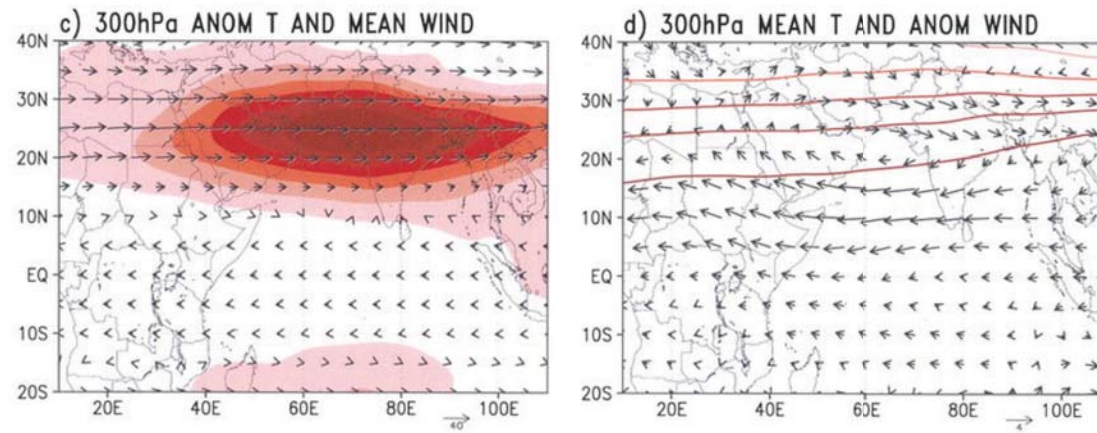 c) 300hPa ANOM T AND MEAN WIND
40N
30N
20N
10N
EQ
10S
20S
20E 40E 60E 80E 100E
40
d) 300hPa MEAN T AND ANOM WIND
40N
30N
20N
10N
EQ
10S
20S
20E 40E 60E 80E 100E
4